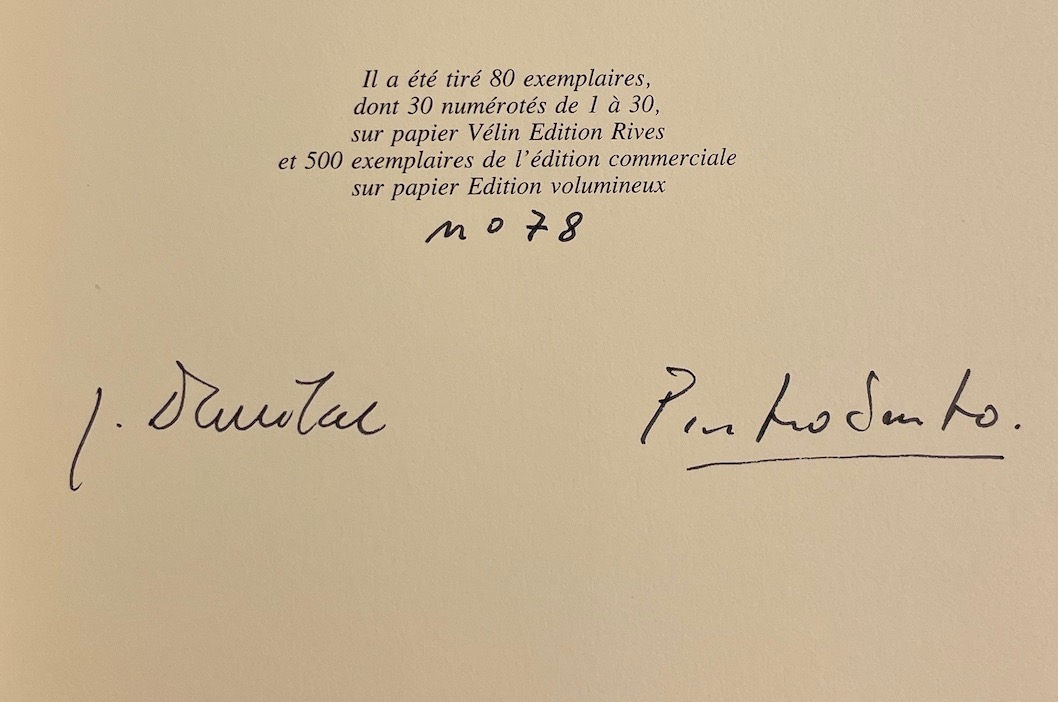 Il a été tiré 80 exemplaires,
dont 30 numérotés de 1 à 30,
sur papier Vélin Edition Rives
et 500 exemplaires de l'édition commerciale
sur papier Edition volumineux
n o 78
J.